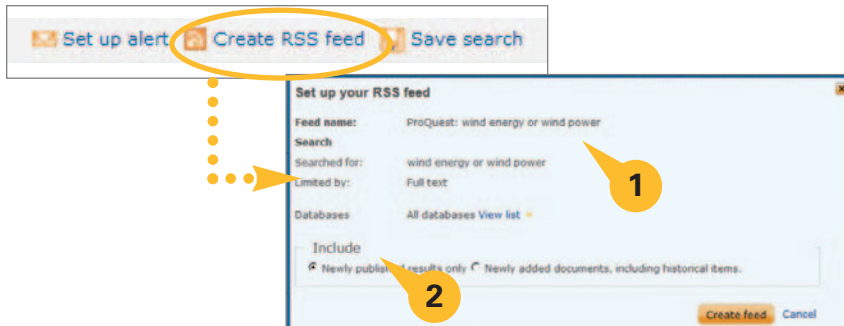 Set up alert Create RSS feed Save search
Set up your RSS feed
Feed name: ProQuest: wind energy or wind power
Search
Searched for: wind energy or wind power
Limited by: Full text
1
Databases All databases View list
Include
Newly published results only Newly added documents, including historical items.
2
Create feed Cancel